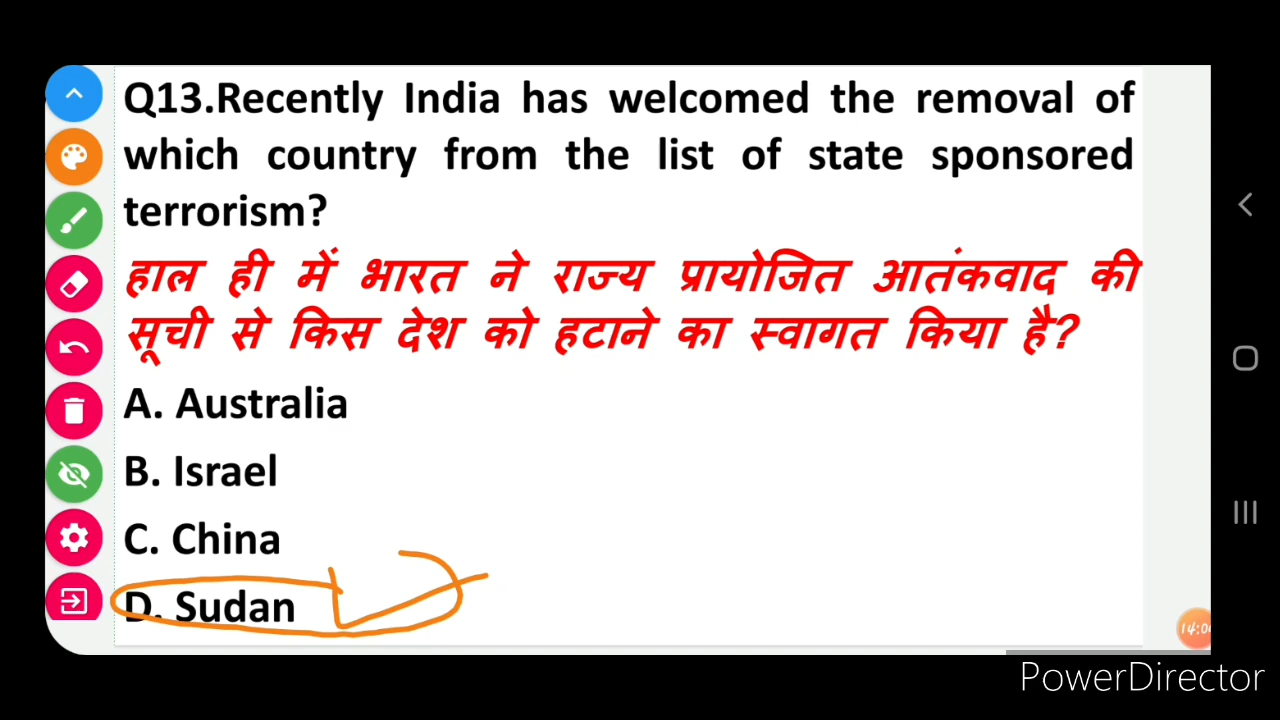 Q13.Recently India has welcomed the removal of
which country from the list of state sponsored
terrorism?
हाल ही में भारत ने राज्य प्रायोजित आतंकवाद की
सूची से किस देश को हटाने का स्वागत किया है?
A. Australia
B. Israel
C. China
D. Sudan
PowerDirector